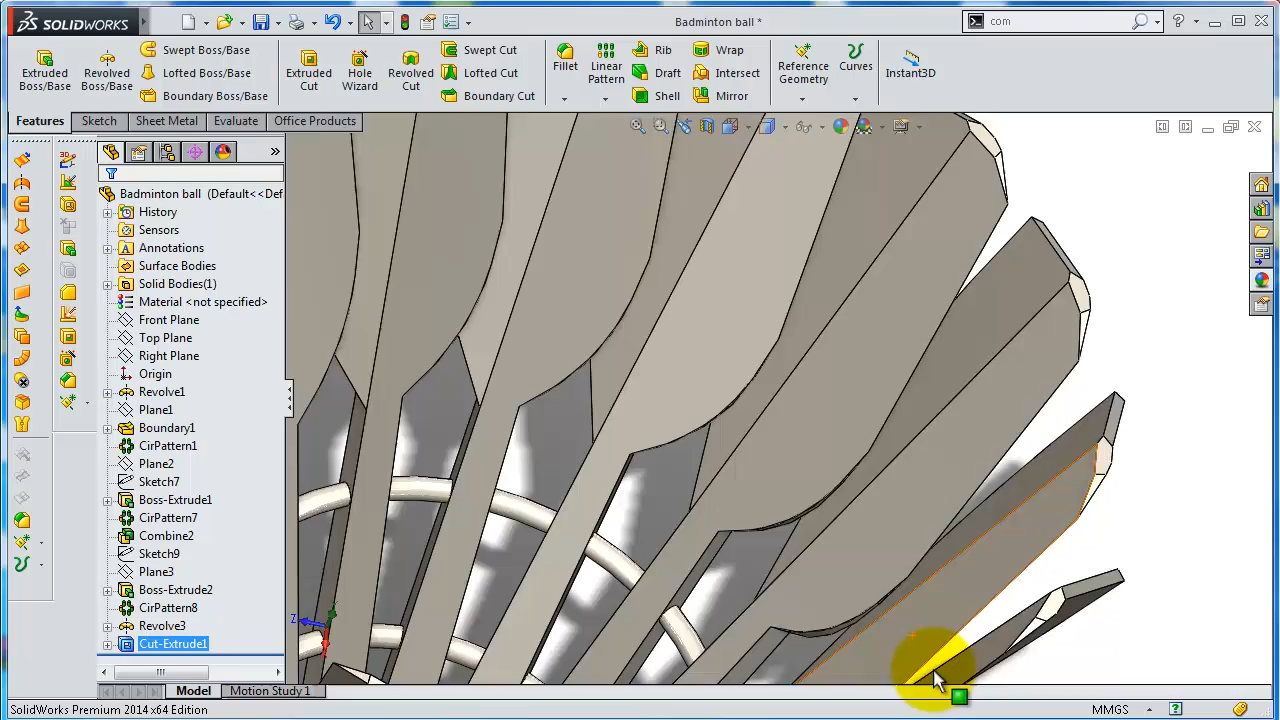 SOLIDWORKS
Badminton ball *
com
Extruded Boss/Base
Revolved Boss/Base
Swept Boss/Base
Lofted Boss/Base
Boundary Boss/Base
Extruded Cut
Hole Wizard
Revolved Cut
Swept Cut
Lofted Cut
Boundary Cut
Fillet
Linear Pattern
Rib
Draft
Shell
Wrap
Intersect
Mirror
Reference Geometry
Curves
Instant3D
Features Sketch Sheet Metal Evaluate Office Products
Badminton ball (Default<<Def
History
Sensors
Annotations
Surface Bodies
Solid Bodies(1)
Material <not specified>
Front Plane
Top Plane
Right Plane
Origin
Revolve1
Plane1
Boundary1
CirPattern1
Plane2
Sketch7
Boss-Extrude1
CirPattern7
Combine2
Sketch9
Plane3
Boss-Extrude2
CirPattern8
Revolve3
Cut-Extrude1
Z
Model Motion Study 1
SolidWorks Premium 2014 x64 Edition
MMGS